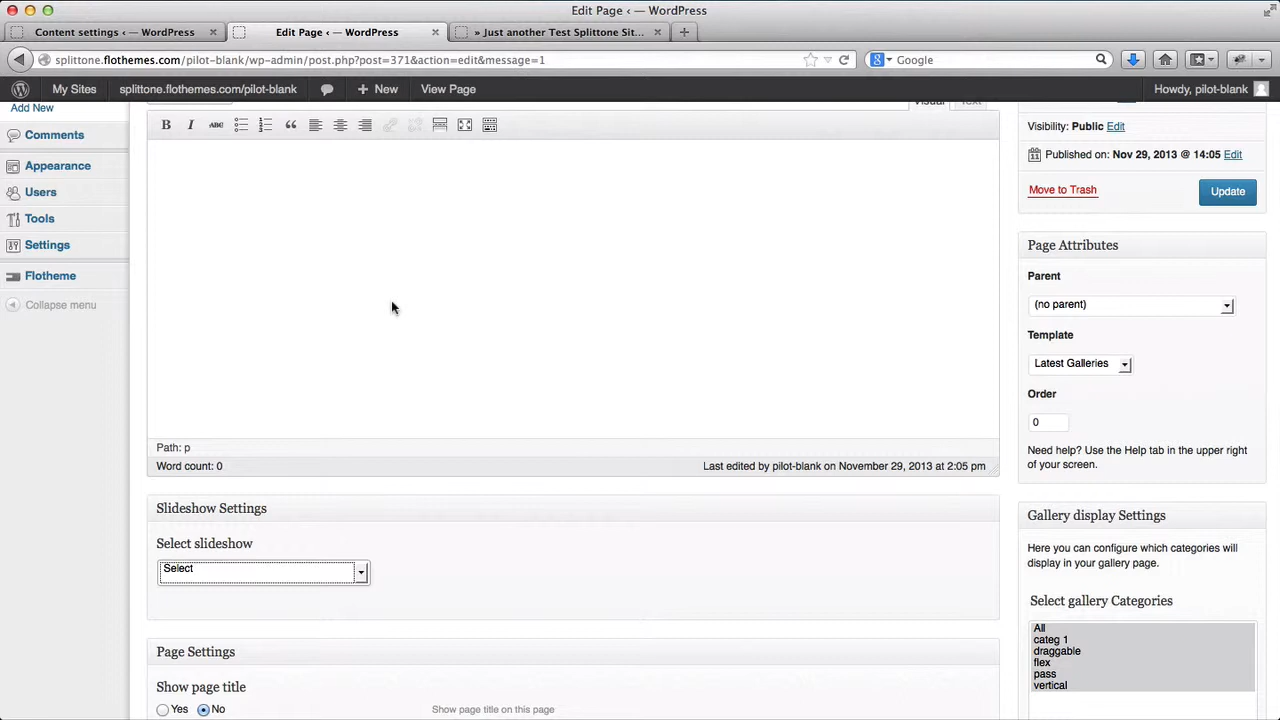 Edit Page ‹ — WordPress
Content settings ‹ — WordPress
Edit Page ‹ — WordPress
» Just another Test Splittone Sit...
splittone.flothemes.com/pilot-blank/wp-admin/post.php?post=371&action=edit&message=1
Google
My Sites
splittone.flothemes.com/pilot-blank
+ New
View Page
Howdy, pilot-blank
Add New
Comments
Appearance
Users
Tools
Settings
Flotheme
Collapse menu
Visual
Text
B I ABC
Path: p
Word count: 0
Last edited by pilot-blank on November 29, 2013 at 2:05 pm
Slideshow Settings
Select slideshow
Select
Page Settings
Show page title
Yes
No
Show page title on this page
Visibility: Public Edit
Published on: Nov 29, 2013 @ 14:05 Edit
Move to Trash
Update
Page Attributes
Parent
(no parent)
Template
Latest Galleries
Order
0
Need help? Use the Help tab in the upper right
of your screen.
Gallery display Settings
Here you can configure which categories will
display in your gallery page.
Select gallery Categories
All
categ 1
draggable
flex
pass
vertical